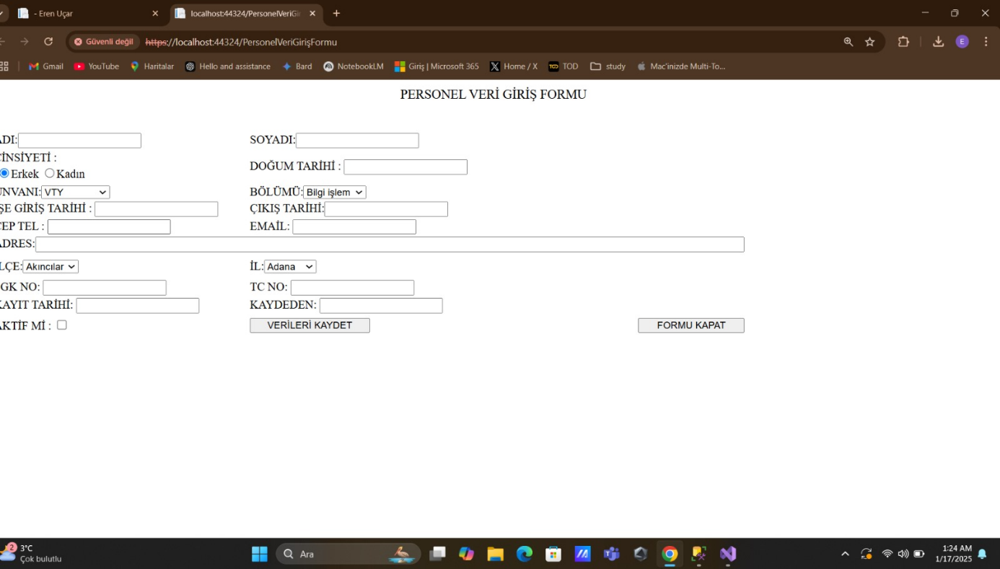 - Eren Uçar
localhost:44324/PersonelVeriGi
Güvenli değil https://localhost:44324/PersonelVeriGirişFormu
E
Gmail YouTube Haritalar Hello and assistance Bard NotebookLM Giriş | Microsoft 365 Home / X TOD study Mac'inizde Multi-To...
PERSONEL VERİ GİRİŞ FORMU
ADI: SOYADI:
CİNSİYETİ :
Erkek Kadın DOĞUM TARİHİ :
UNVANI: VTY BÖLÜMÜ: Bilgi işlem
ŞE GİRİŞ TARİHİ : ÇIKIŞ TARİHİ:
CEP TEL : EMAİL:
ADRES:
LÇE: Akıncılar İL: Adana
GK NO: TC NO:
KAYIT TARİHİ: KAYDEDEN:
AKTİF Mİ : VERİLERİ KAYDET FORMU KAPAT
2 3°C
Çok bulutlu
Ara
1:24 AM
1/17/2025